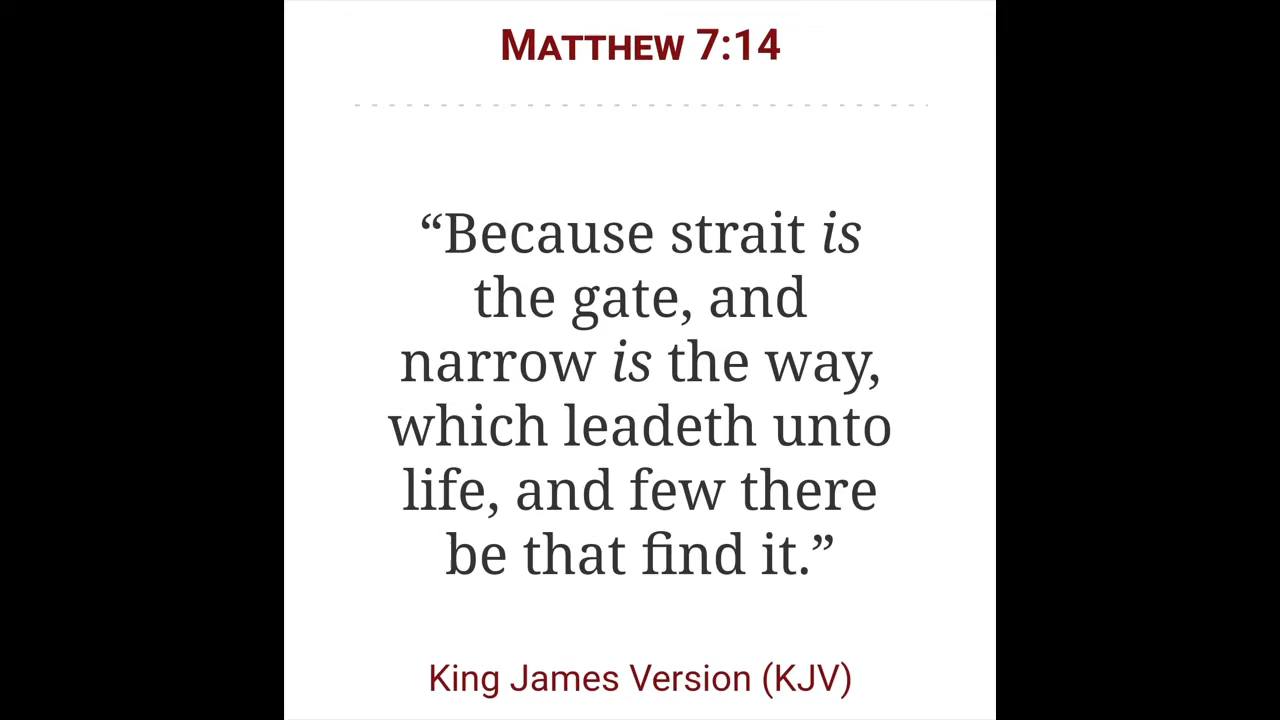 MATTHEW 7:14
“Because strait is
the gate, and
narrow is the way,
which leadeth unto
life, and few there
be that find it.”
King James Version (KJV)